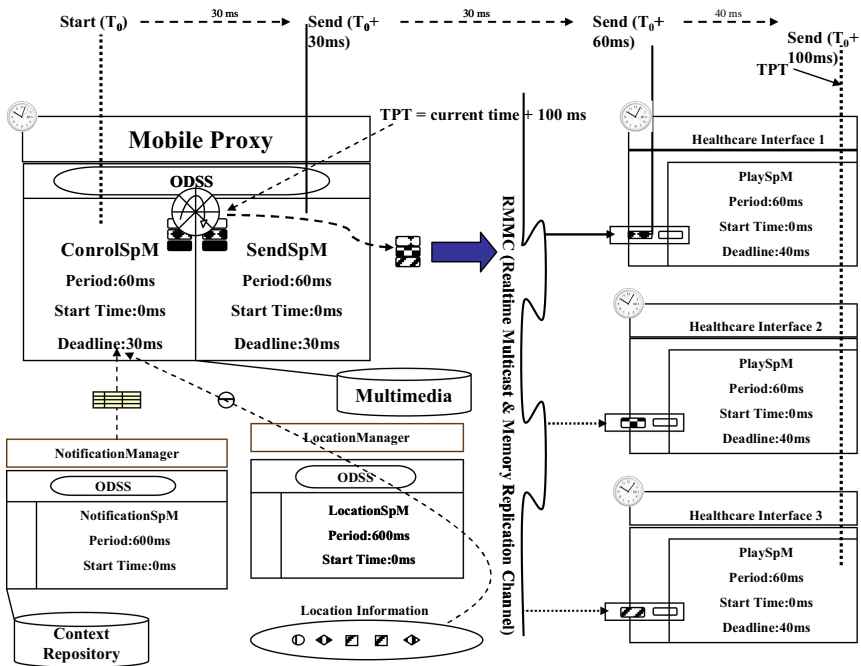 Start (T0)
30 ms
Send (T0+
30ms)
30 ms
Send (T0+
60ms)
40 ms
Send (T0+
100ms)
TPT
TPT = current time + 100 ms
Mobile Proxy
ODSS
ConrolSpM
Period:60ms
Start Time:0ms
Deadline:30ms
SendSpM
Period:60ms
Start Time:0ms
Deadline:30ms
Multimedia
RMMC (Realtime Multicast & Memory Replication Channel)
Healthcare Interface 1
PlaySpM
Period:60ms
Start Time:0ms
Deadline:40ms
Healthcare Interface 2
PlaySpM
Period:60ms
Start Time:0ms
Deadline:40ms
Healthcare Interface 3
PlaySpM
Period:60ms
Start Time:0ms
Deadline:40ms
NotificationManager
ODSS
NotificationSpM
Period:600ms
Start Time:0ms
Context
Repository
LocationManager
ODSS
LocationSpM
Period:600ms
Start Time:0ms
Location Information